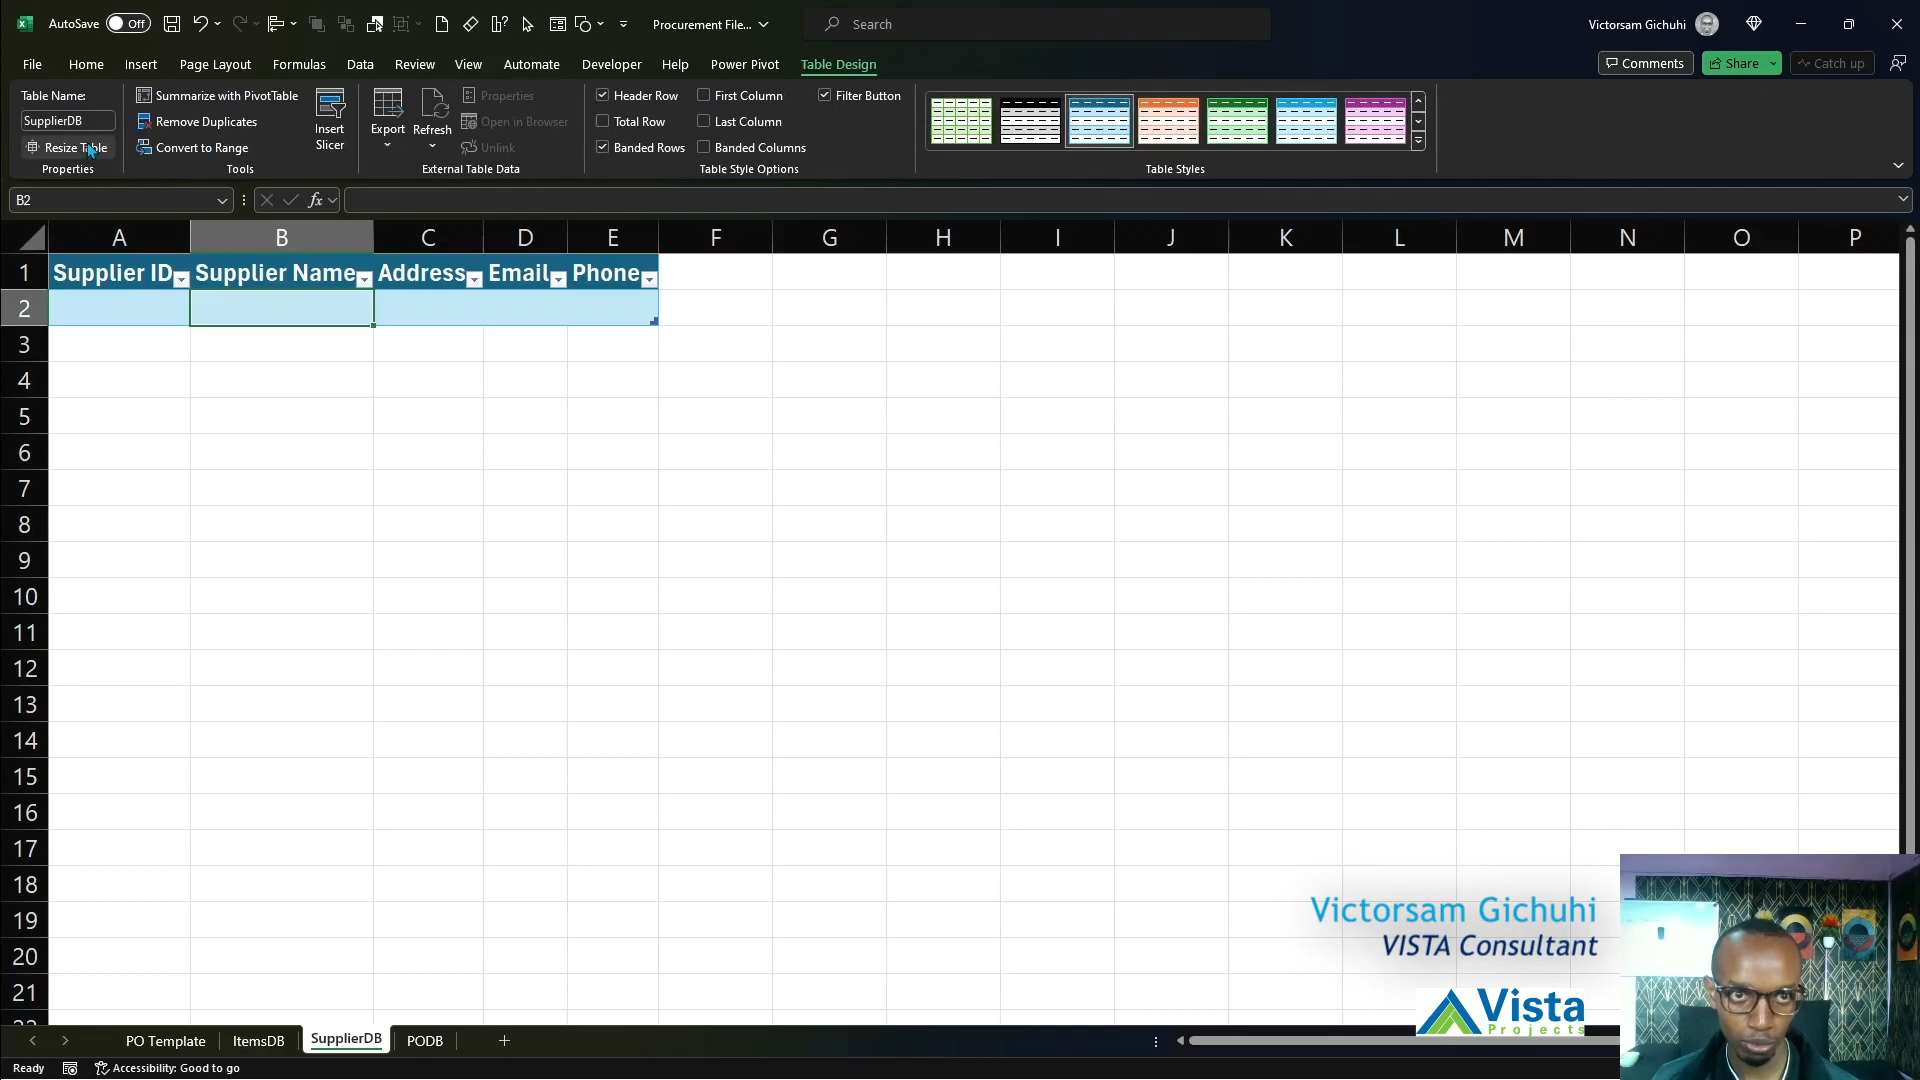 AutoSave Off Procurement File... Search Victorsam Gichuhi
File Home Insert Page Layout Formulas Data Review View Automate Developer Help Power Pivot Table Design Comments Share Catch up
Table Name:
SupplierDB
Resize Table
Properties
Summarize with PivotTable
Remove Duplicates
Convert to Range
Insert
Slicer
Tools
Export
Refresh
Properties
Open in Browser
Unlink
External Table Data
Header Row
First Column
Filter Button
Total Row
Last Column
Banded Rows
Banded Columns
Table Style Options
Table Styles
B2
fx
A B C D E F G H I J K L M N O P
1 Supplier ID Supplier Name Address Email Phone
2
3
4
5
6
7
8
9
10
11
12
13
14
15
16
17
18
19
20
21
Victorsam Gichuhi
VISTA Consultant
Vista
Projects
PO Template ItemsDB SupplierDB PODB
Ready Accessibility: Good to go